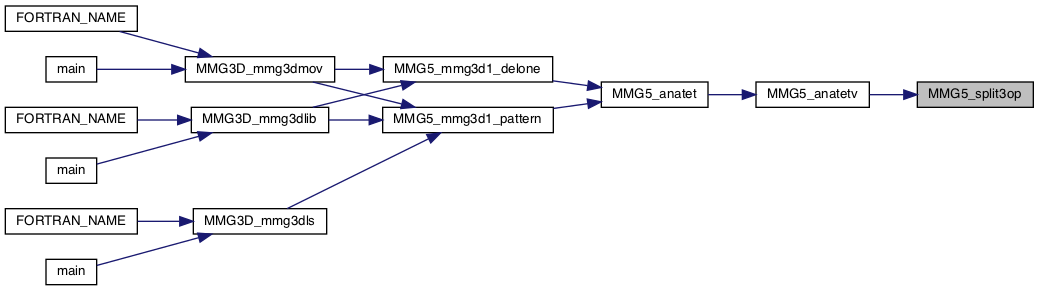 FORTRAN_NAME
main
MMG3D_mmg3dmov
MMG5_mmg3d1_delone
MMG5_anatet
MMG5_anatetv
MMG5_split3op
FORTRAN_NAME
MMG3D_mmg3dlib
MMG5_mmg3d1_pattern
main
FORTRAN_NAME
MMG3D_mmg3dls
main